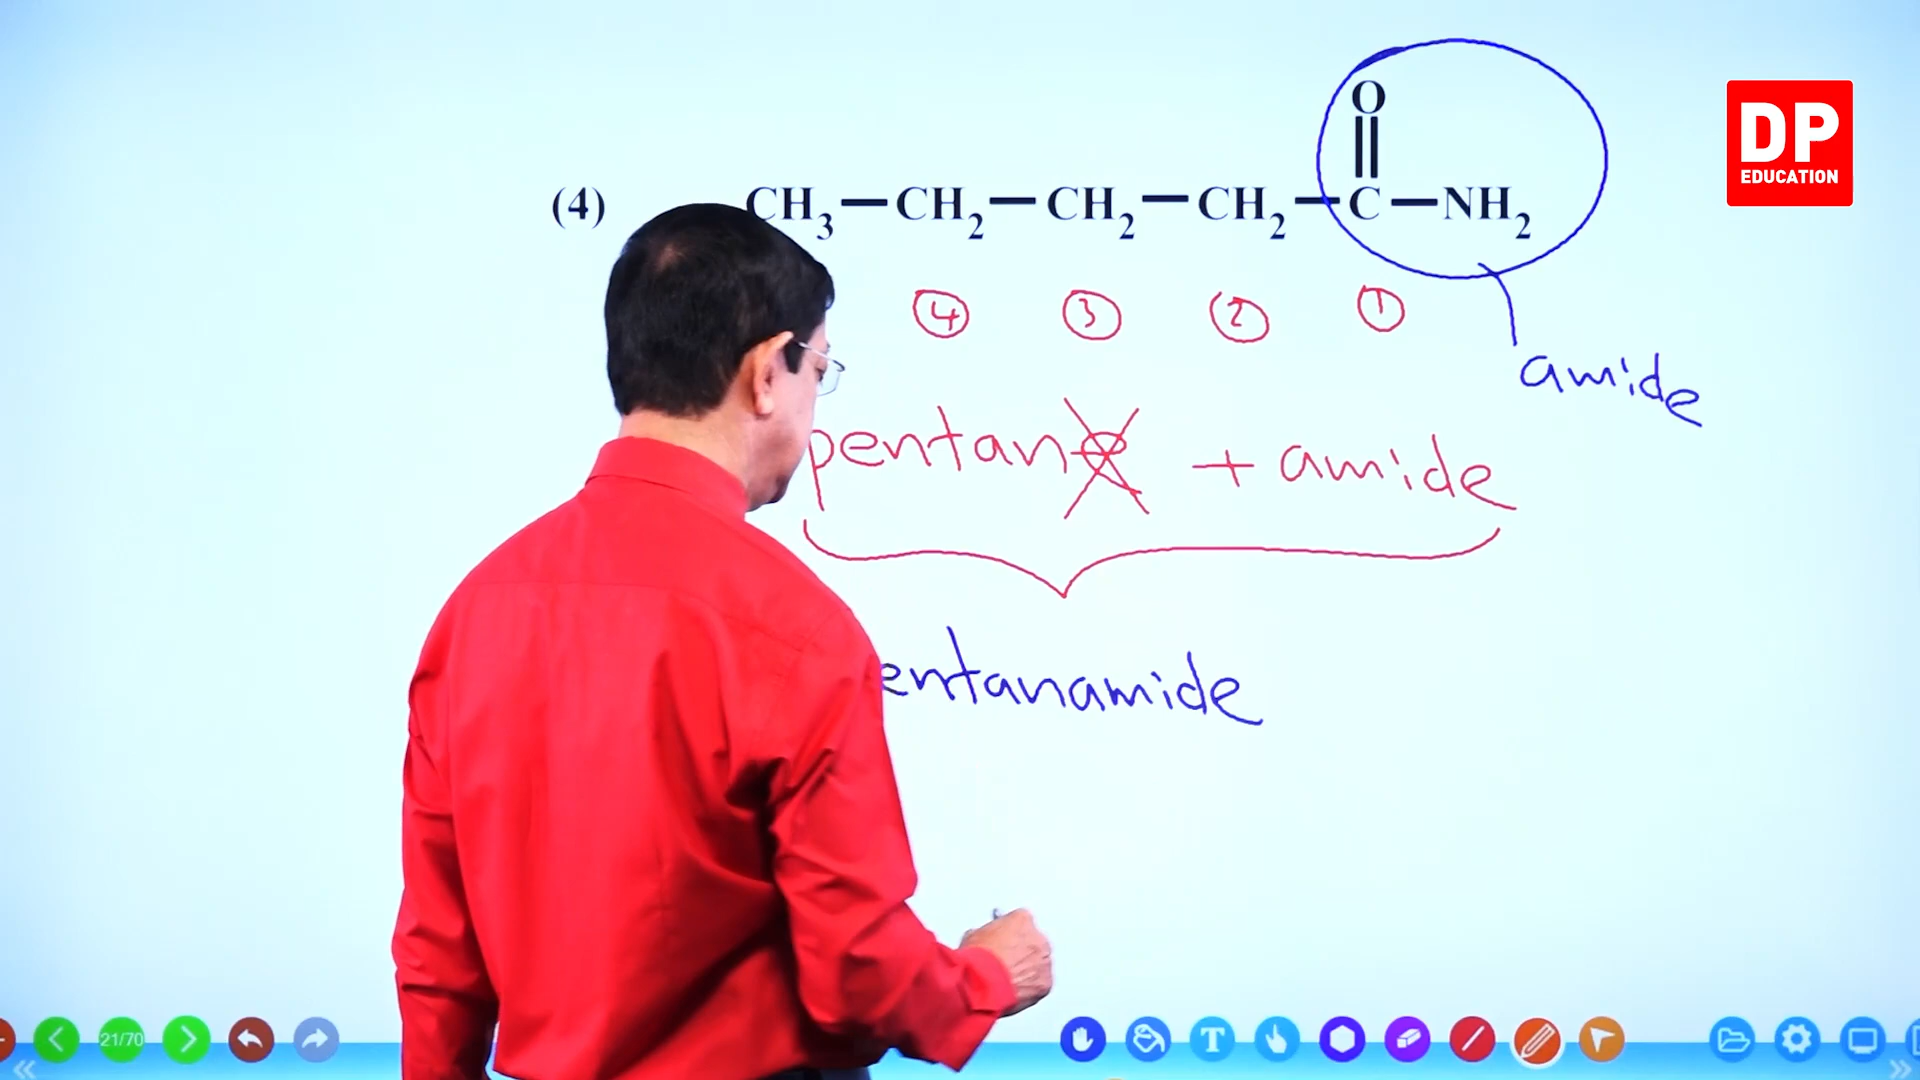 DP
EDUCATION
O
(4) CH₃—CH₂—CH₂—CH₂—C—NH₂
④ ③ ② ①
amide
pentane + amide
entanamide
21/70
T